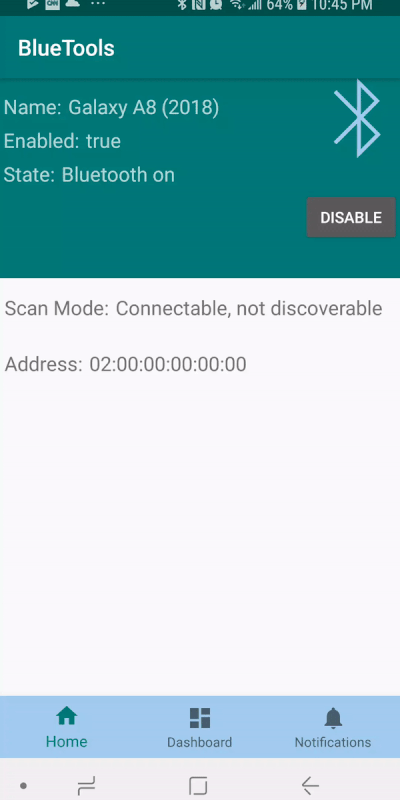 64% 10:45 PM
BlueTools
Name: Galaxy A8 (2018)
Enabled: true
State: Bluetooth on
DISABLE
Scan Mode: Connectable, not discoverable
Address: 02:00:00:00:00:00
Home Dashboard Notifications